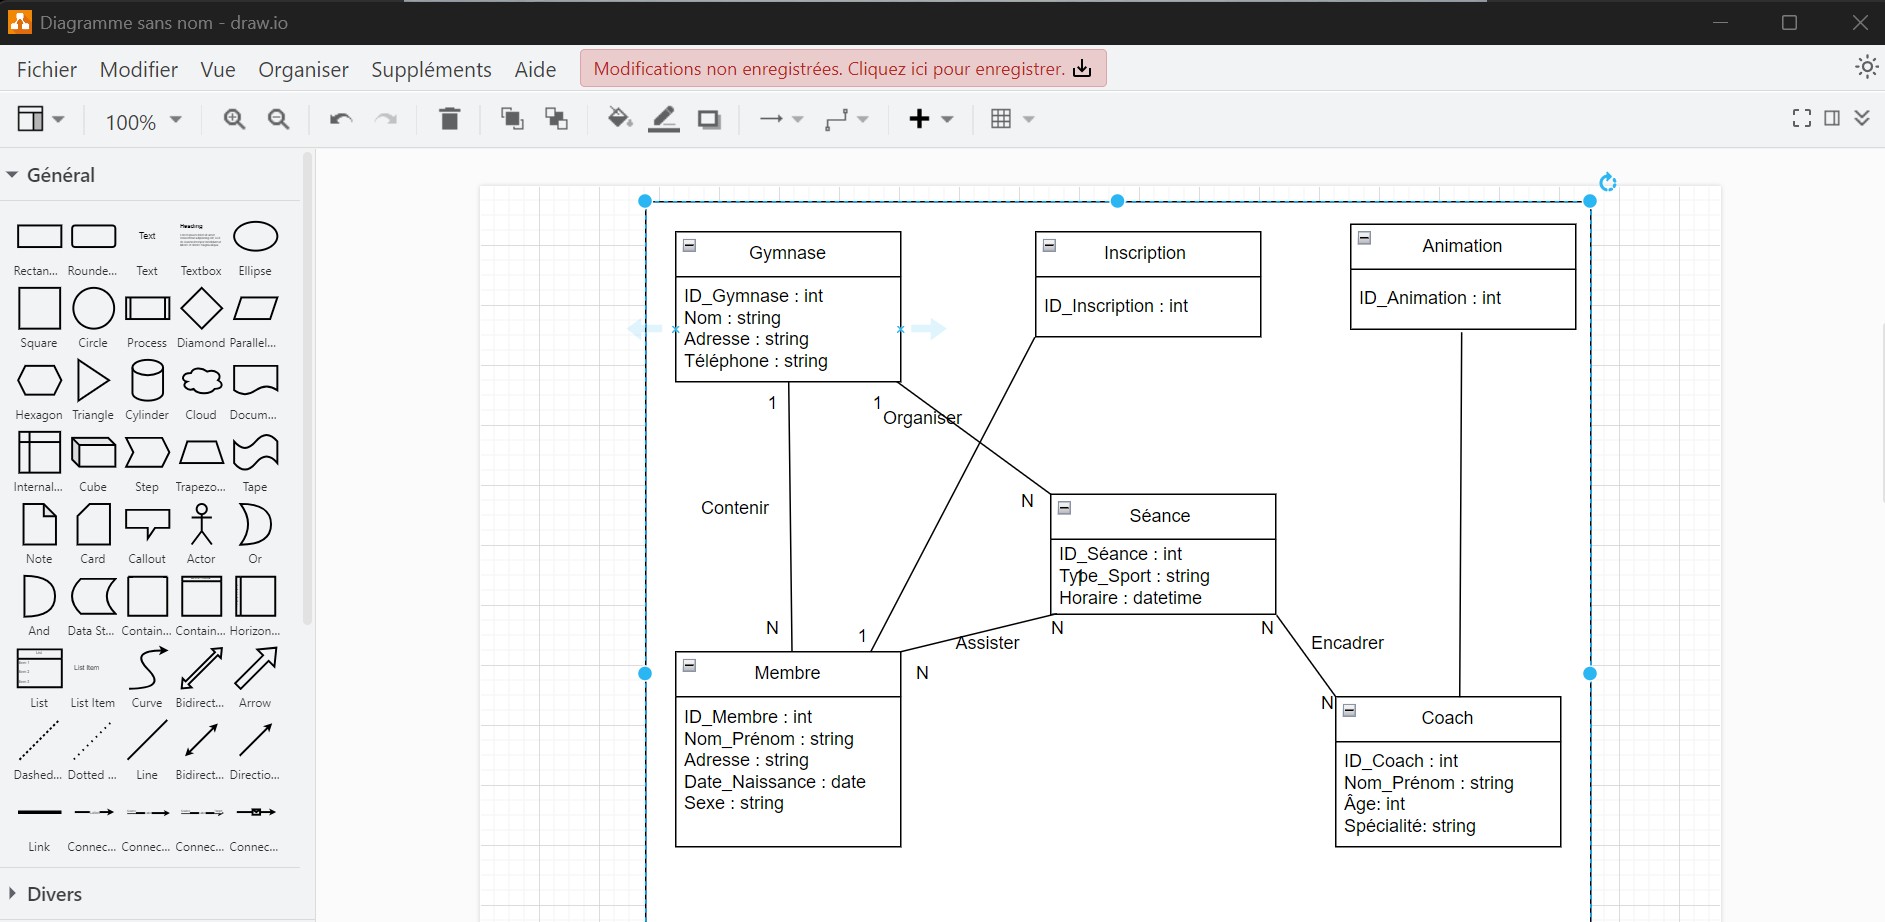 Diagramme sans nom - draw.io
Fichier Modifier Vue Organiser Suppléments Aide Modifications non enregistrées. Cliquez ici pour enregistrer.
100%
Général
Text
Heading
Rectan... Rounde... Text Textbox Ellipse
Square Circle Process Diamond Parallel...
Hexagon Triangle Cylinder Cloud Docum...
Internal... Cube Step Trapezo... Tape
Note Card Callout Actor Or
And Data St... Contain... Contain... Horizon...
List Item
List List Item Curve Bidirect... Arrow
Dashed... Dotted ... Line Bidirect... Directio...
Link Connec... Connec... Connec... Connec...
Divers
Gymnase
ID_Gymnase : int
Nom : string
Adresse : string
Téléphone : string
Inscription
ID_Inscription : int
Animation
ID_Animation : int
1
1
Organiser
Contenir
N
N
1
Séance
ID_Séance : int
Type_Sport : string
Horaire : datetime
1
N
Assister
N
N
Encadrer
N
Membre
ID_Membre : int
Nom_Prénom : string
Adresse : string
Date_Naissance : date
Sexe : string
Coach
ID_Coach : int
Nom_Prénom : string
Âge: int
Spécialité: string